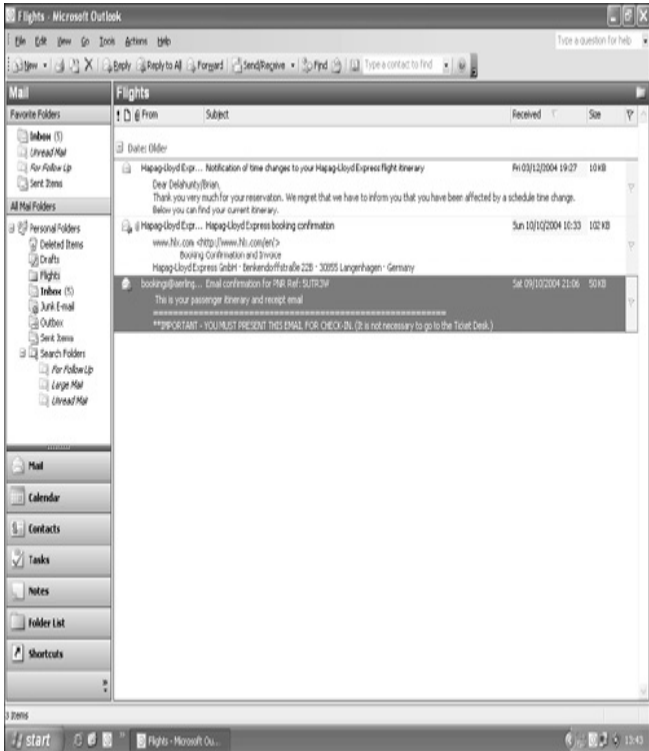 Flights - Microsoft Outlook
File Edit View Go Tools Actions Help Type a question for help
New Reply Reply to All Forward Send/Receive Find Type a contact to find
Mail
Favorite Folders
Inbox (5)
Unread Mail
For Follow Up
Sent Items
All Mail Folders
Personal Folders
Deleted Items
Drafts
Flights
Inbox (5)
Junk E-mail
Outbox
Sent Items
Search Folders
For Follow Up
Large Mail
Unread Mail
Mail
Calendar
Contacts
Tasks
Notes
Folder List
Shortcuts
Flights
From Subject Received Size
Date: Older
Hapag-Lloyd Expr... Notification of time changes to your Hapag-Lloyd Express flight itinerary Fri 03/12/2004 19:27 10 KB
Dear Delahunty/Brian,
Thank you very much for your reservation. We regret that we have to inform you that you have been affected by a schedule time change.
Below you can find your current itinerary.
Hapag-Lloyd Expr... Hapag-Lloyd Express booking confirmation Sun 10/10/2004 10:33 102 KB
www.hlx.com <http://www.hlx.com/en/>
Booking Confirmation and Invoice
Hapag-Lloyd Express GmbH - Benkendorffstraße 22B - 30855 Langenhagen - Germany
bookings@aerling... Email confirmation for PNR Ref: 5UTR3W Sat 09/10/2004 21:06 50 KB
This is your passenger itinerary and receipt email
==================================================
**IMPORTANT - YOU MUST PRESENT THIS EMAIL FOR CHECK-IN. (It is not necessary to go to the Ticket Desk.)
3 Items
start Flights - Microsoft Ou... 13:43